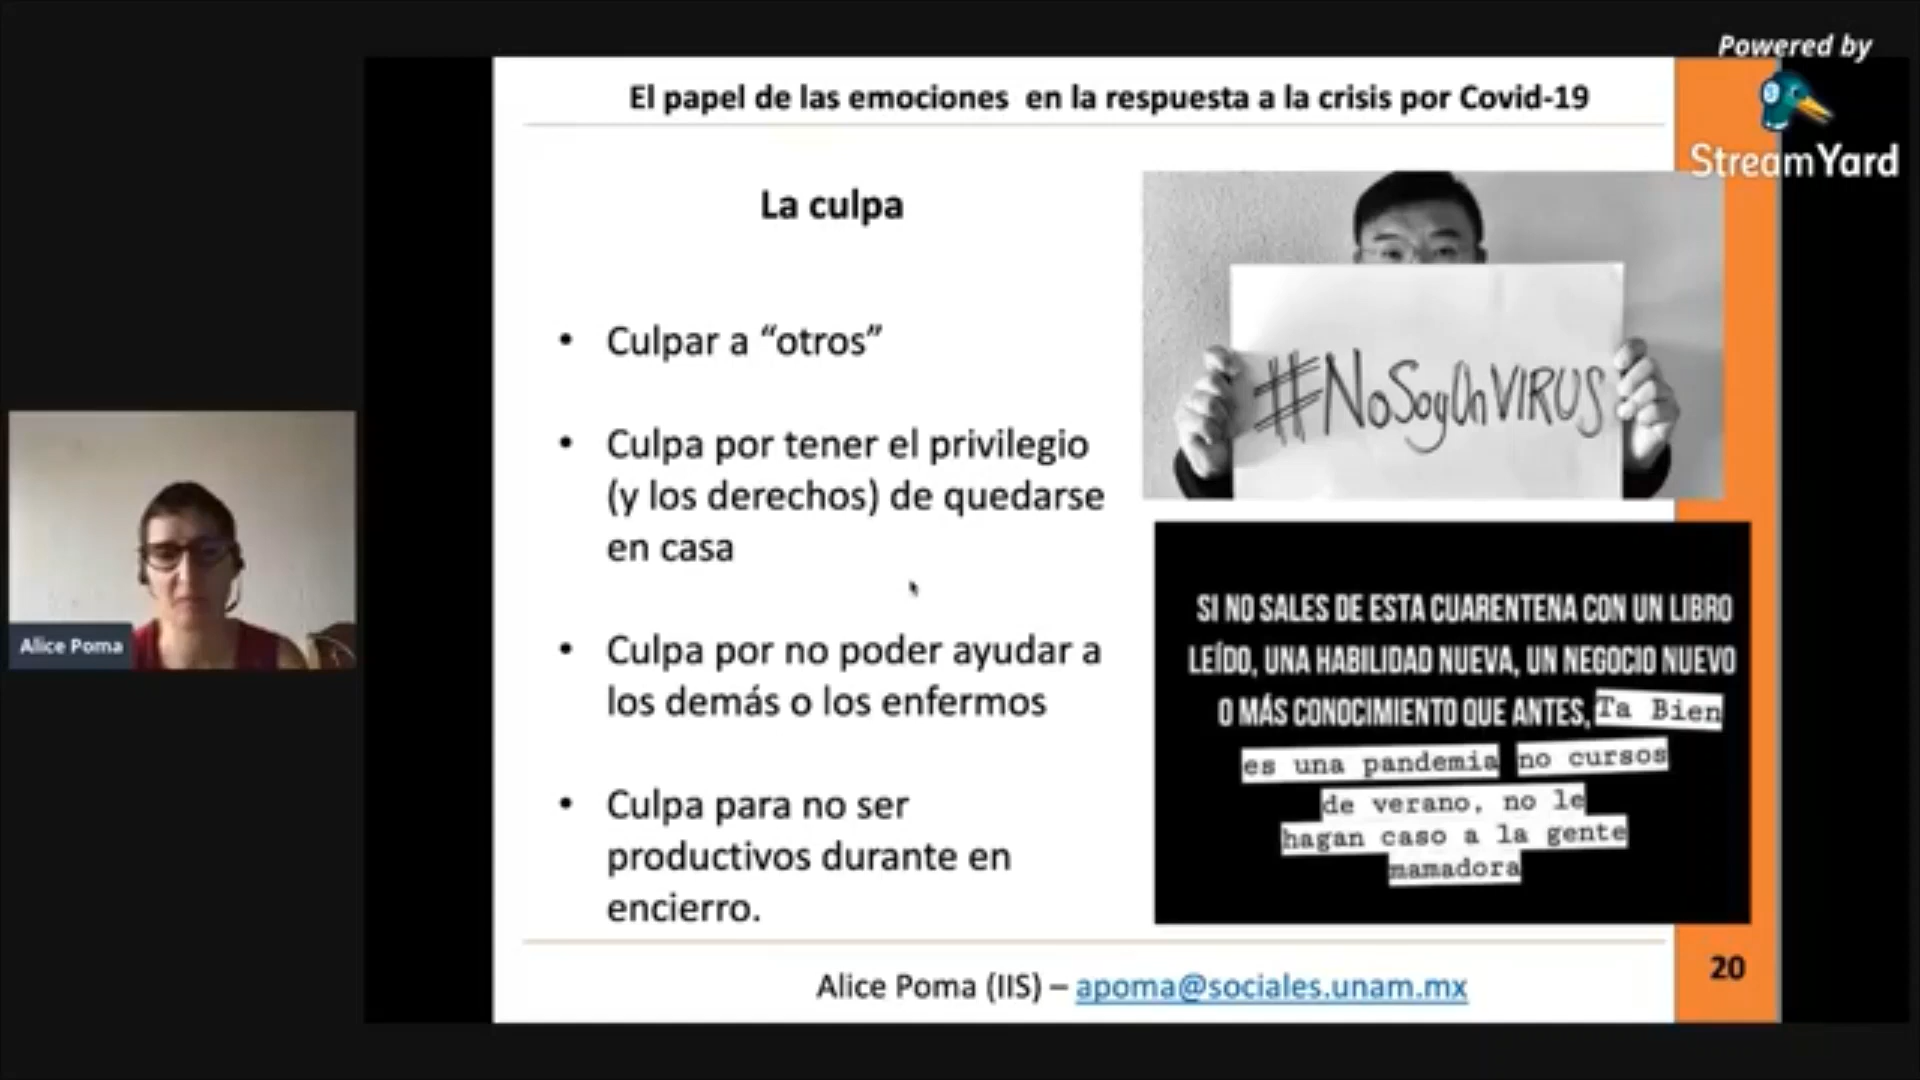 Powered by
StreamYard
El papel de las emociones en la respuesta a la crisis por Covid-19
La culpa
• Culpar a “otros”
• Culpa por tener el privilegio
(y los derechos) de quedarse
en casa
• Culpa por no poder ayudar a
los demás o los enfermos
• Culpa para no ser
productivos durante en
encierro.
#NoSoyUnVIRUS
SI NO SALES DE ESTA CUARENTENA CON UN LIBRO
LEÍDO, UNA HABILIDAD NUEVA, UN NEGOCIO NUEVO
O MÁS CONOCIMIENTO QUE ANTES, Ta Bien
es una pandemia no cursos
de verano, no le
hagan caso a la gente
mamadora
Alice Poma (IIS) – apoma@sociales.unam.mx
20
Alice Poma